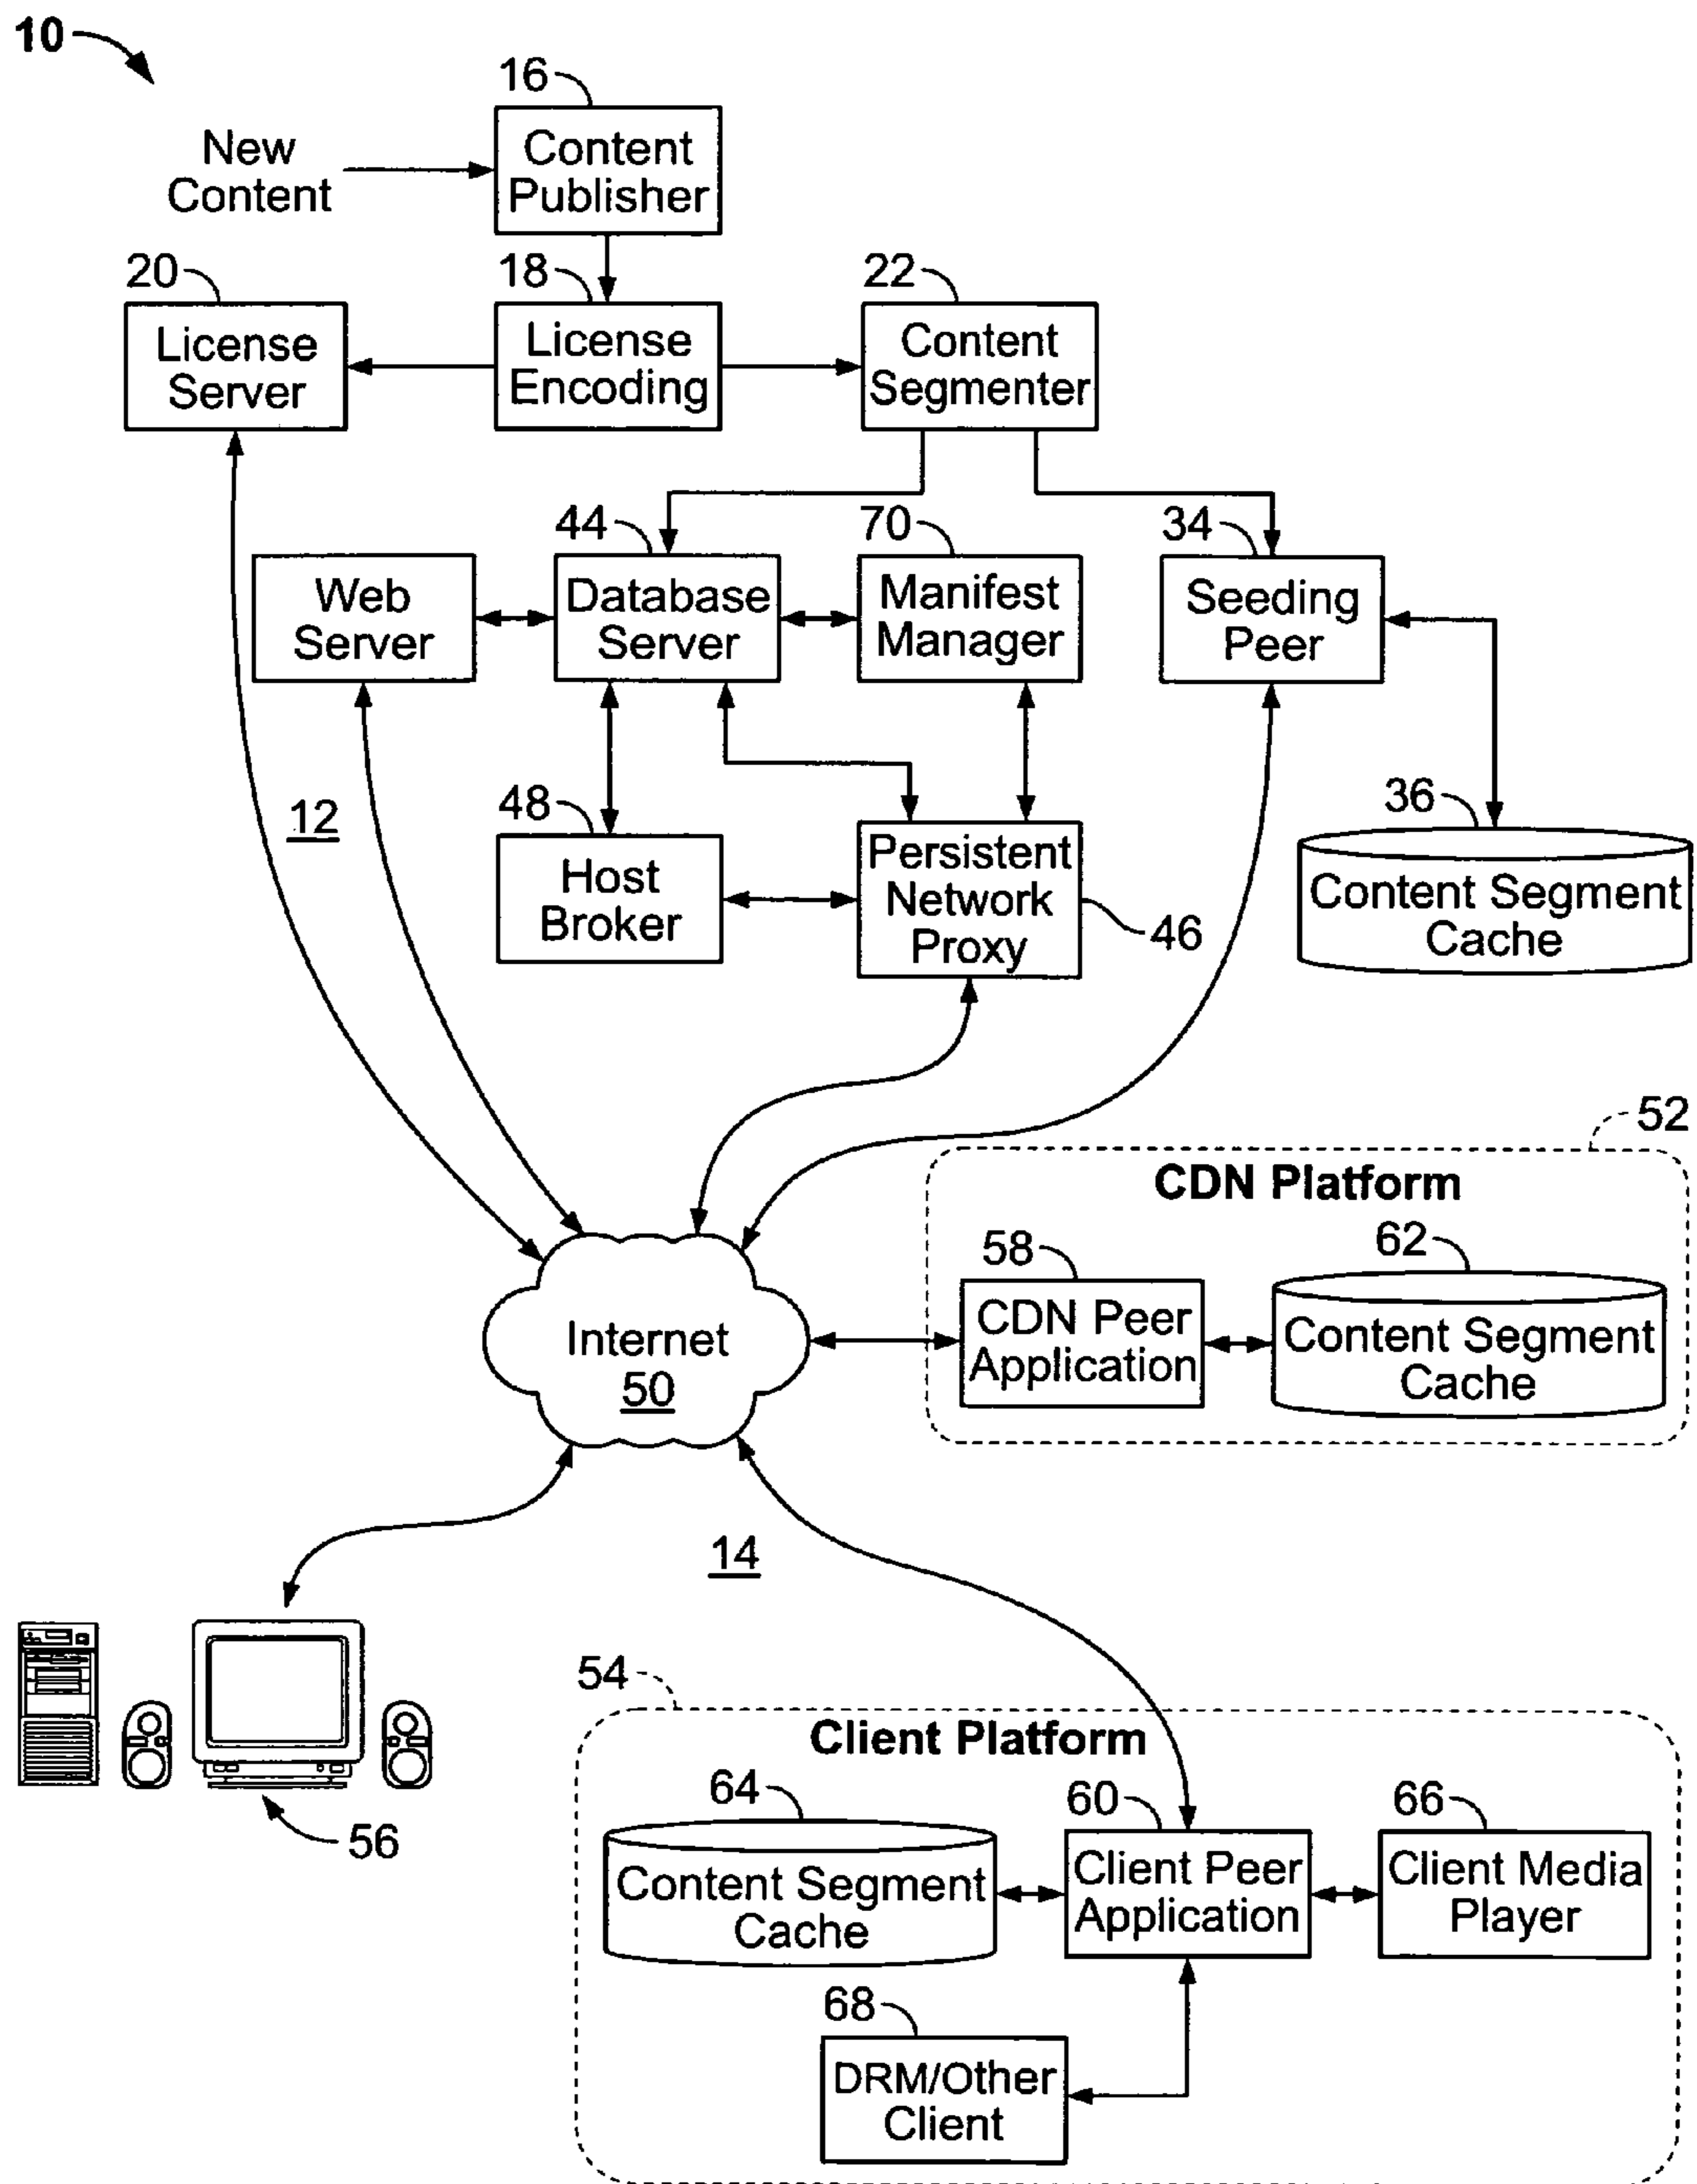 10
16
New
Content
Content
Publisher
20
18
22
License
Server
License
Encoding
Content
Segmenter
44
70
34
Web
Server
Database
Server
Manifest
Manager
Seeding
Peer
12
48
36
Host
Broker
Persistent
Network
Proxy
46
Content Segment
Cache
52
CDN Platform
58
62
Internet
50
CDN Peer
Application
Content Segment
Cache
14
54
Client Platform
56
64
60
66
Content Segment
Cache
Client Peer
Application
Client Media
Player
68
DRM/Other
Client